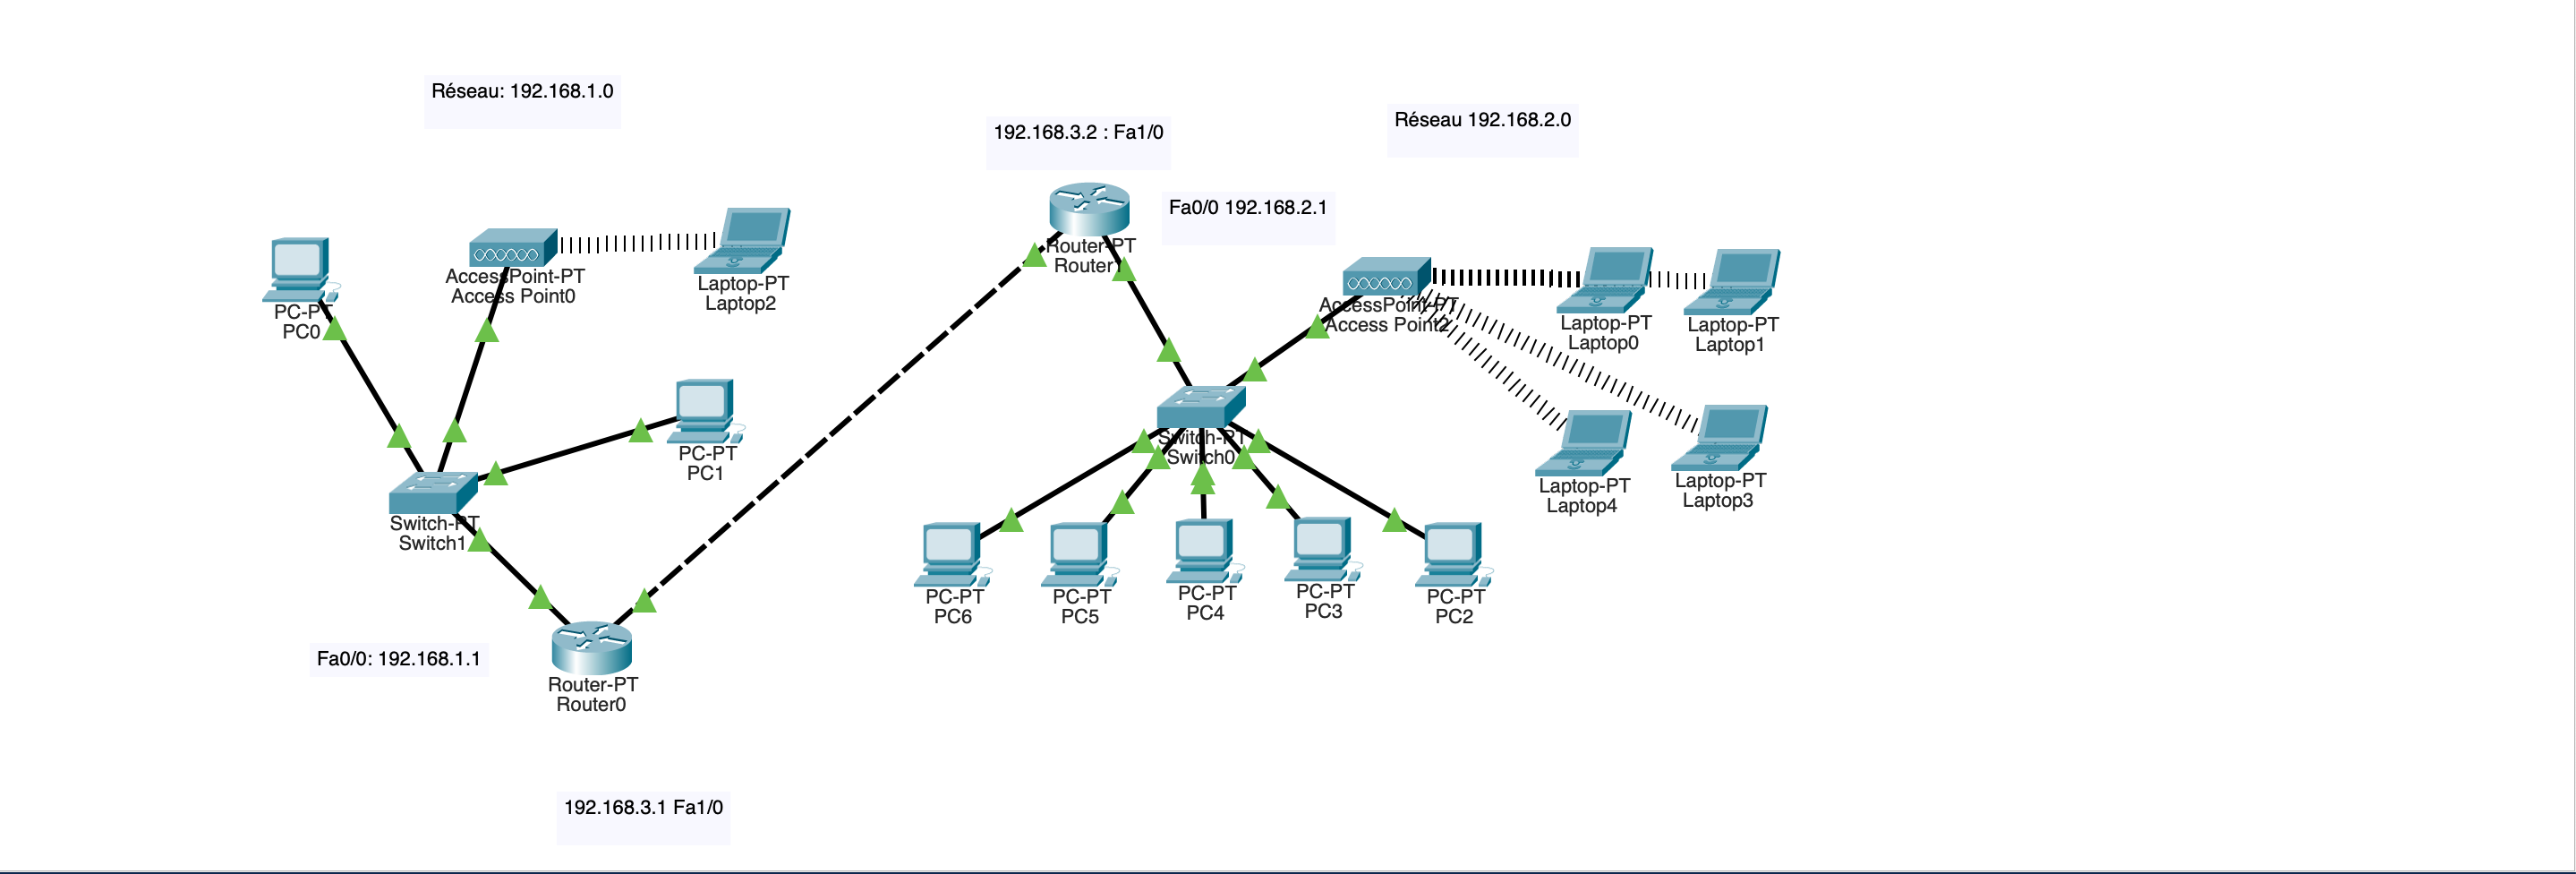 Réseau: 192.168.1.0
192.168.3.2 : Fa1/0
Réseau 192.168.2.0
Fa0/0 192.168.2.1
PC-PT
PC0
AccessPoint-PT
Access Point0
Laptop-PT
Laptop2
Router-PT
Router1
AccessPoint-PT
Access Point2
Laptop-PT
Laptop0
Laptop-PT
Laptop1
PC-PT
PC1
Switch-PT
Switch0
Laptop-PT
Laptop4
Laptop-PT
Laptop3
Switch-PT
Switch1
PC-PT
PC6
PC-PT
PC5
PC-PT
PC4
PC-PT
PC3
PC-PT
PC2
Fa0/0: 192.168.1.1
Router-PT
Router0
192.168.3.1 Fa1/0